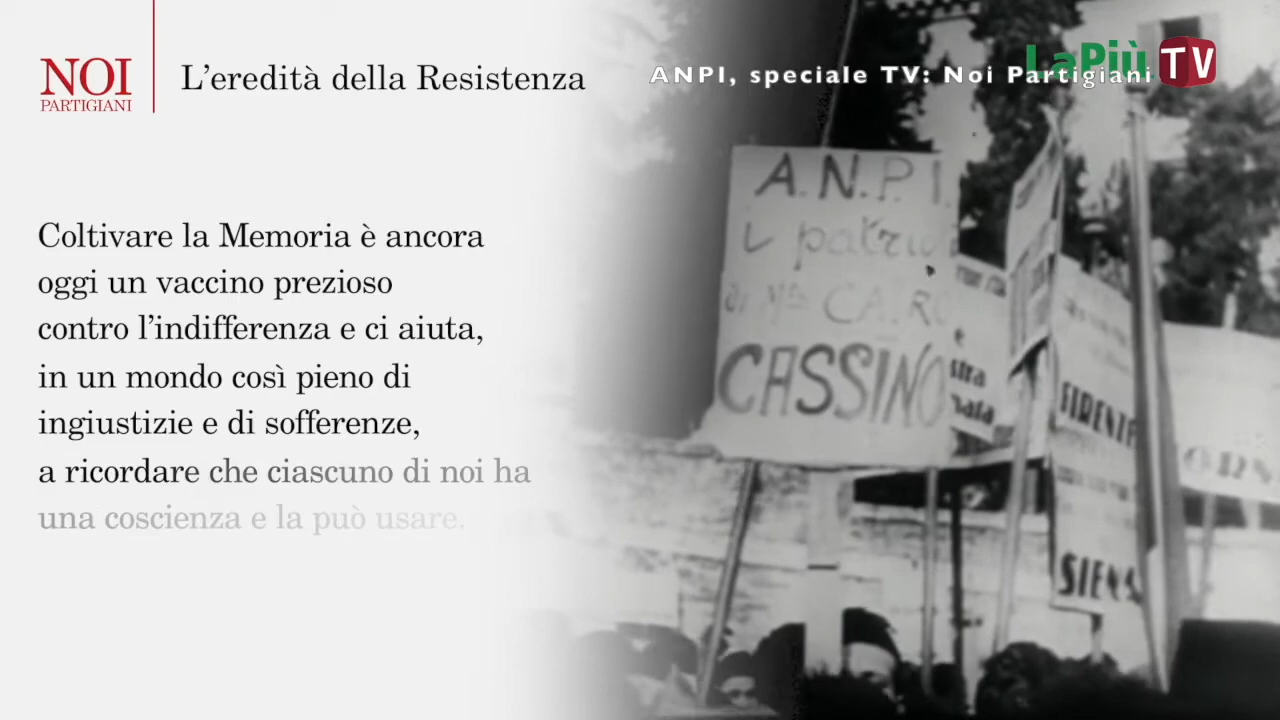 NOI
PARTIGIANI
L'eredità della Resistenza
ANPI, speciale TV: Noi Partigiani
LaPiù TV
Coltivare la Memoria è ancora
oggi un vaccino prezioso
contro l'indifferenza e ci aiuta,
in un mondo così pieno di
ingiustizie e di sofferenze,
a ricordare che ciascuno di noi ha
una coscienza e la può usare.
A.N.P.I.
CASSINO
FIRENZE